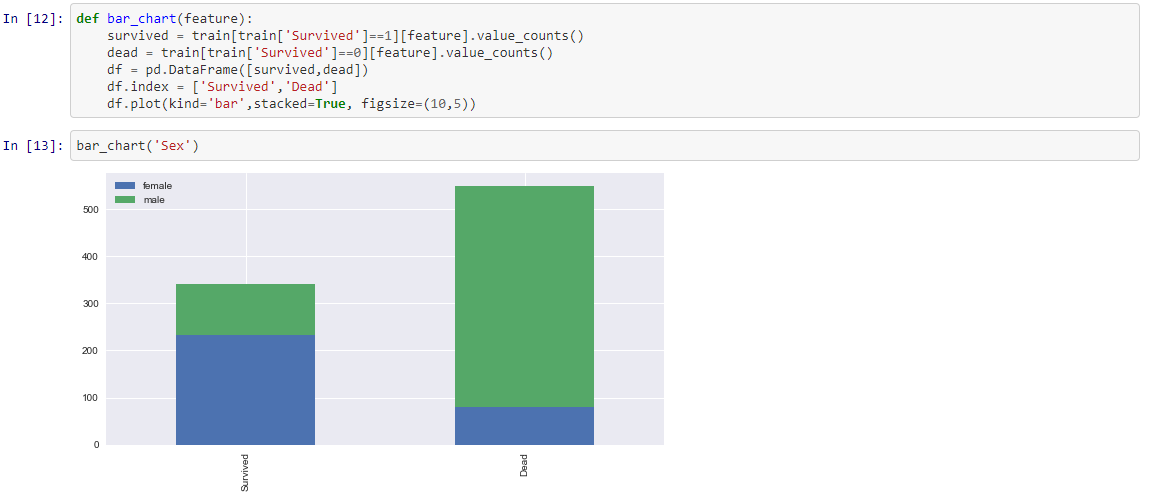 In [12]: def bar_chart(feature):
    survived = train[train['Survived']==1][feature].value_counts()
    dead = train[train['Survived']==0][feature].value_counts()
    df = pd.DataFrame([survived,dead])
    df.index = ['Survived','Dead']
    df.plot(kind='bar',stacked=True, figsize=(10,5))
In [13]: bar_chart('Sex')
female
male
500
400
300
200
100
0
Survived
Dead